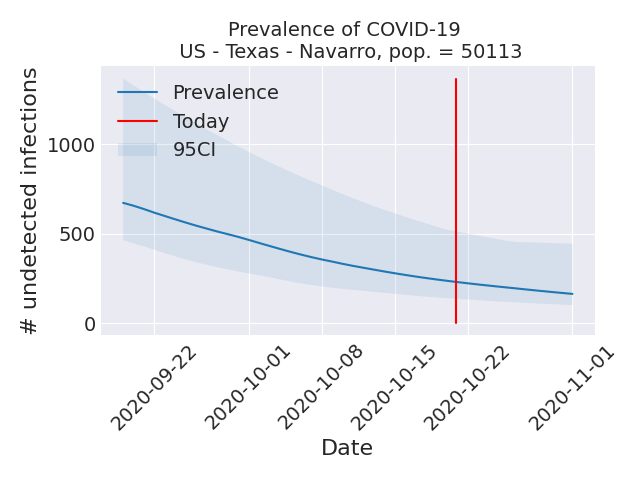 Prevalence of COVID-19
US - Texas - Navarro, pop. = 50113
# undetected infections
1000
500
0
Prevalence
Today
95CI
2020-09-22
2020-10-01
2020-10-08
2020-10-15
2020-10-22
2020-11-01
Date